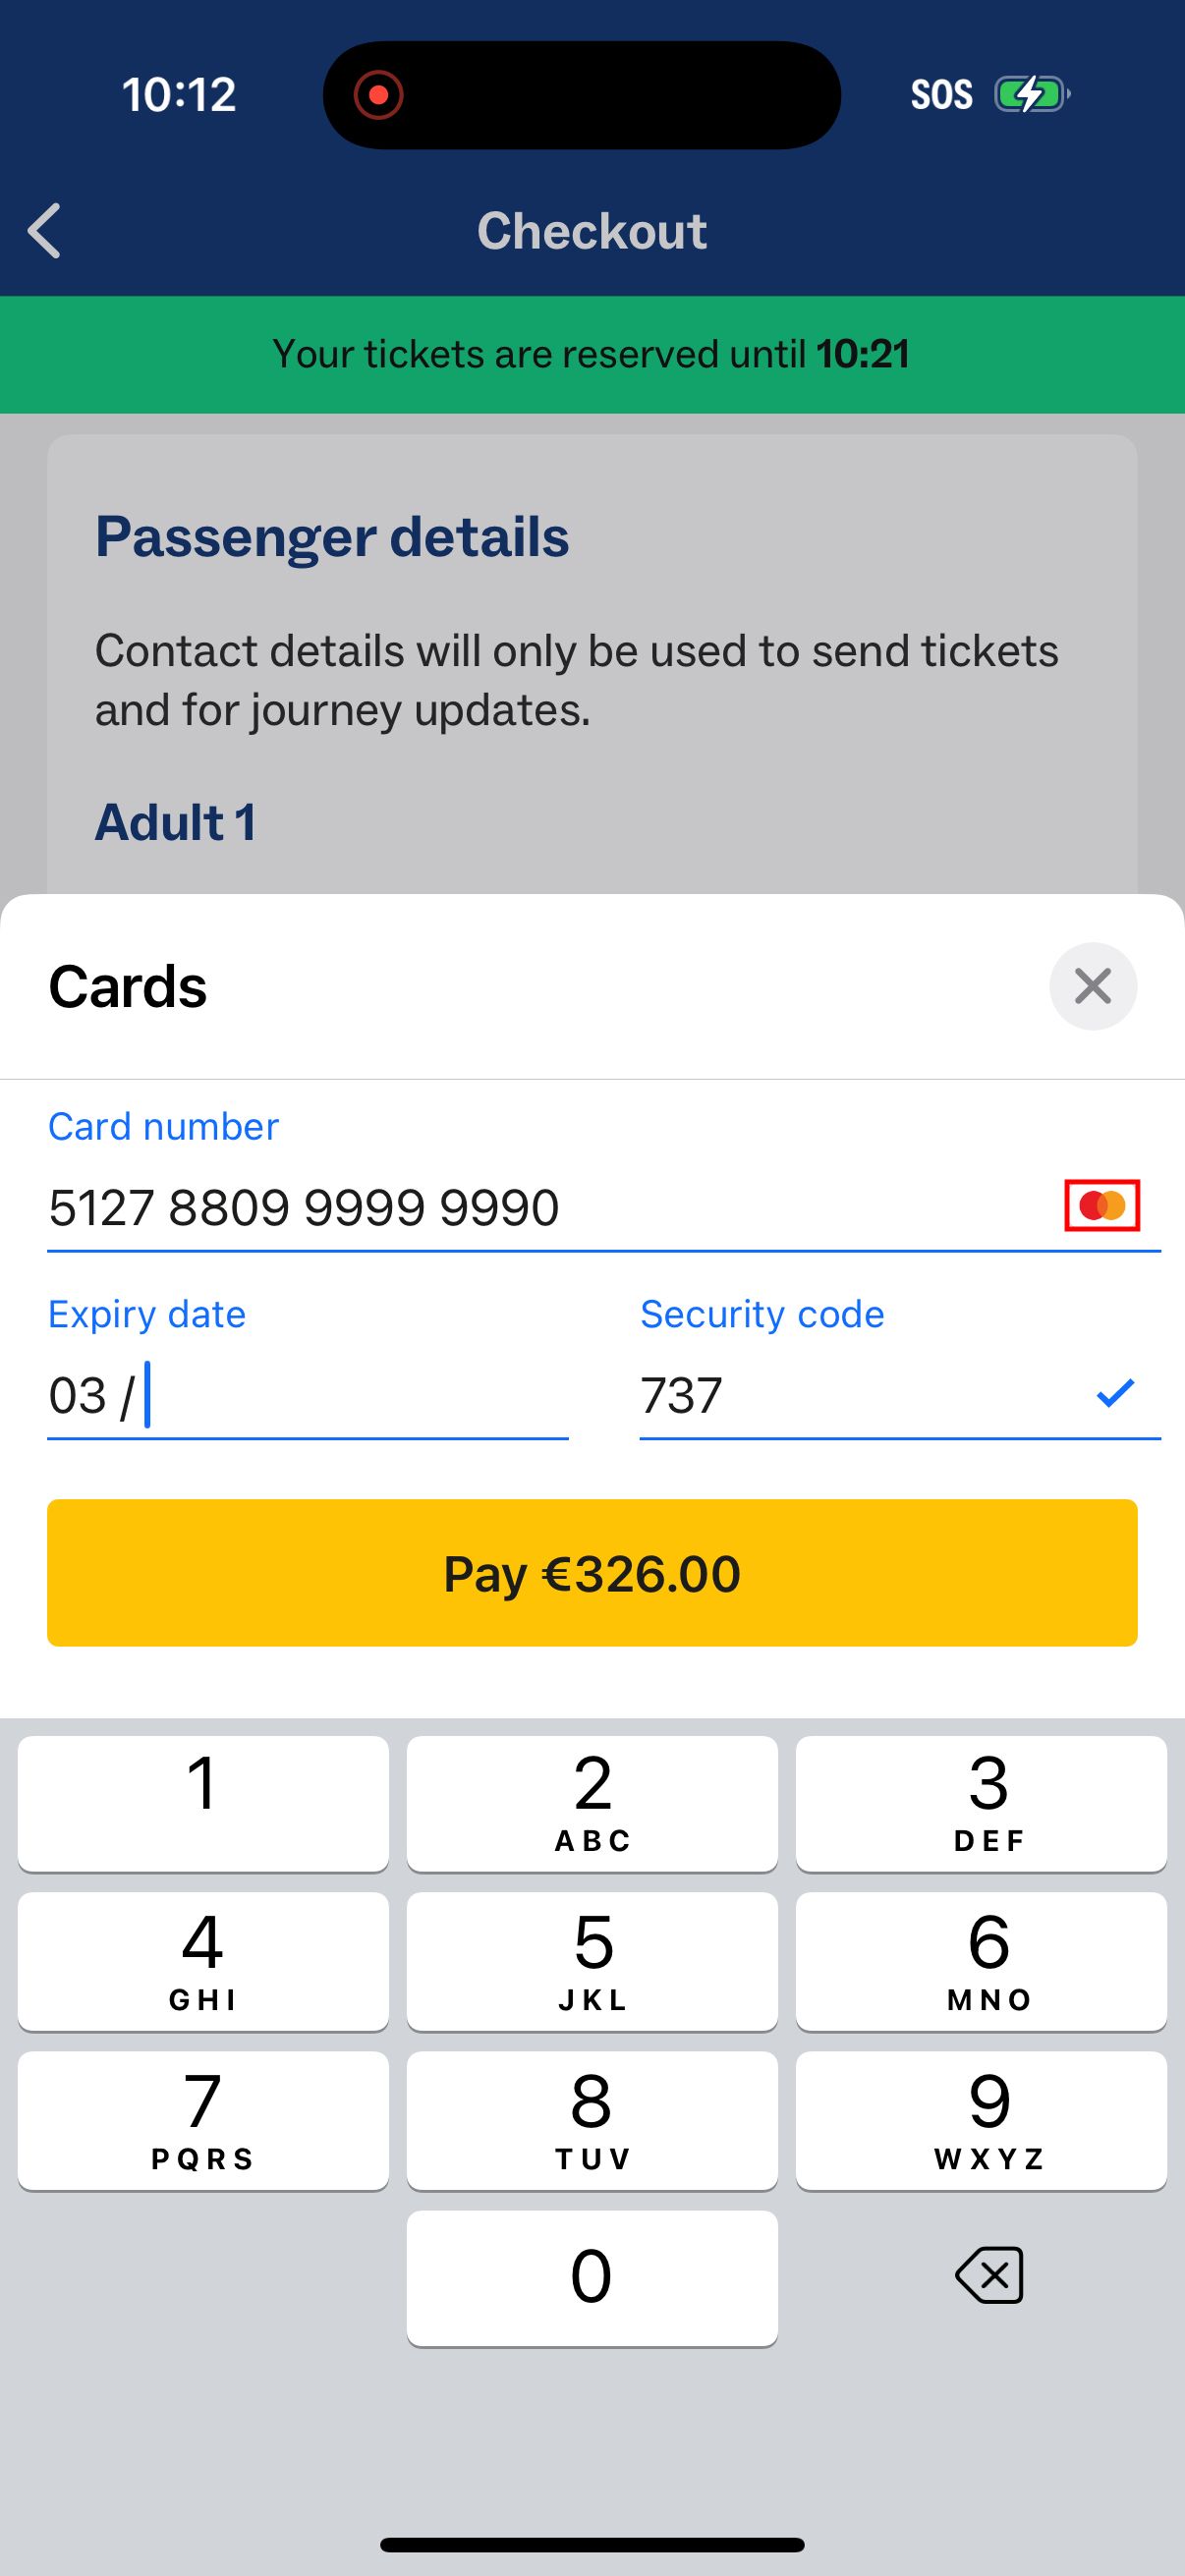 10:12
SOS
Checkout
Your tickets are reserved until 10:21
Passenger details
Contact details will only be used to send tickets
and for journey updates.
Adult 1
Cards
Card number
5127 8809 9999 9990
Expiry date
Security code
03 /
737
Pay €326.00
1
2
3
ABC
DEF
4
5
6
GHI
JKL
MNO
7
8
9
PQRS
TUV
WXYZ
0